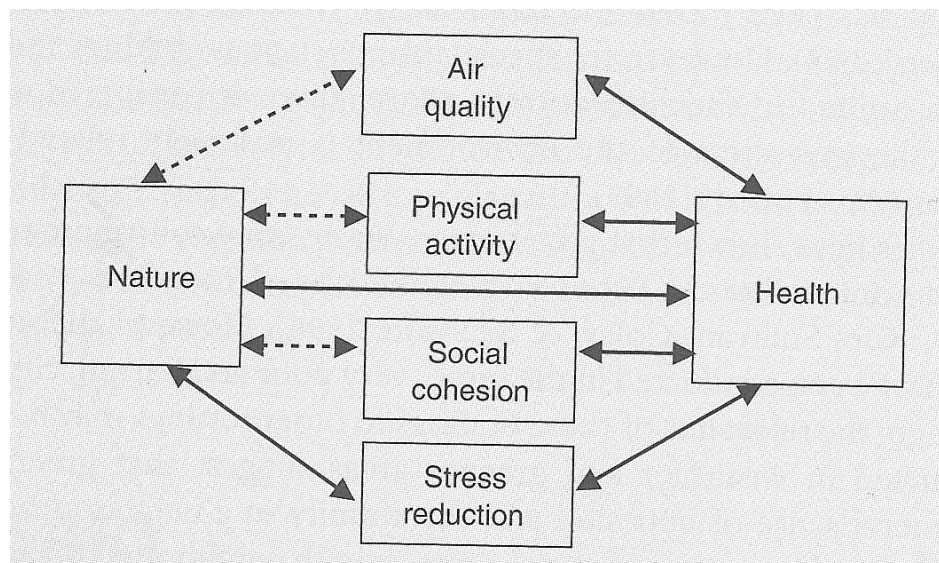 Air
quality
Physical
activity
Nature
Health
Social
cohesion
Stress
reduction